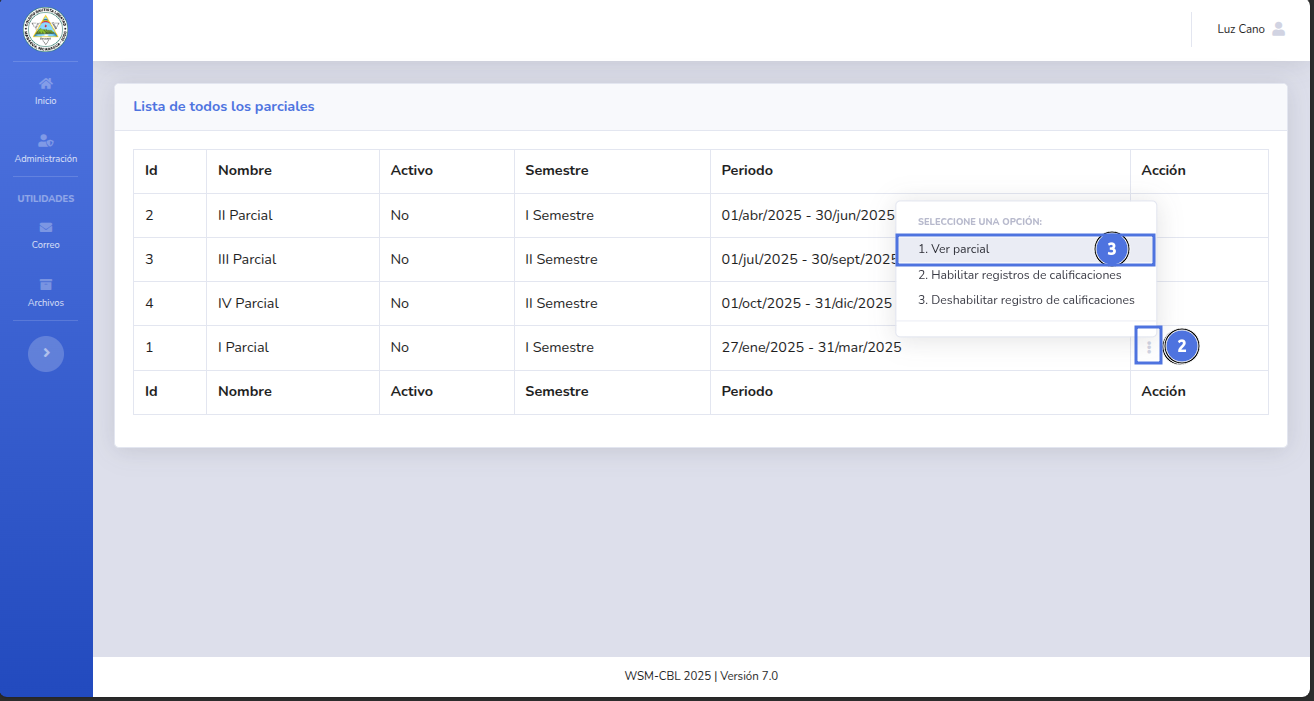 Luz Cano
Inicio
Administración
UTILIDADES
Correo
Archivos
Lista de todos los parciales
Id Nombre Activo Semestre Periodo Acción
2 II Parcial No I Semestre 01/abr/2025 - 30/jun/2025
3 III Parcial No II Semestre 01/jul/2025 - 30/sept/2025
4 IV Parcial No II Semestre 01/oct/2025 - 31/dic/2025
1 I Parcial No I Semestre 27/ene/2025 - 31/mar/2025 2
Id Nombre Activo Semestre Periodo Acción
SELECCIONE UNA OPCIÓN:
1. Ver parcial 3
2. Habilitar registros de calificaciones
3. Deshabilitar registro de calificaciones
WSM-CBL 2025 | Versión 7.0